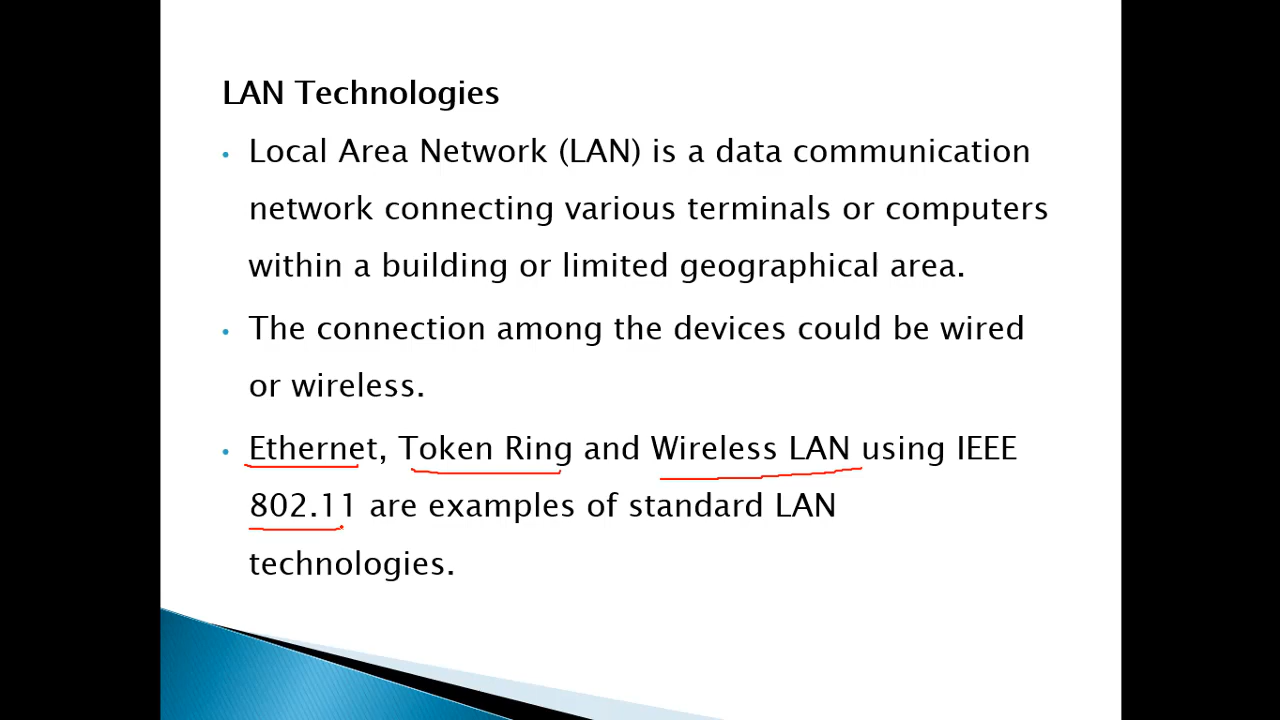 LAN Technologies
• Local Area Network (LAN) is a data communication
network connecting various terminals or computers
within a building or limited geographical area.
• The connection among the devices could be wired
or wireless.
• Ethernet, Token Ring and Wireless LAN using IEEE
802.11 are examples of standard LAN
technologies.